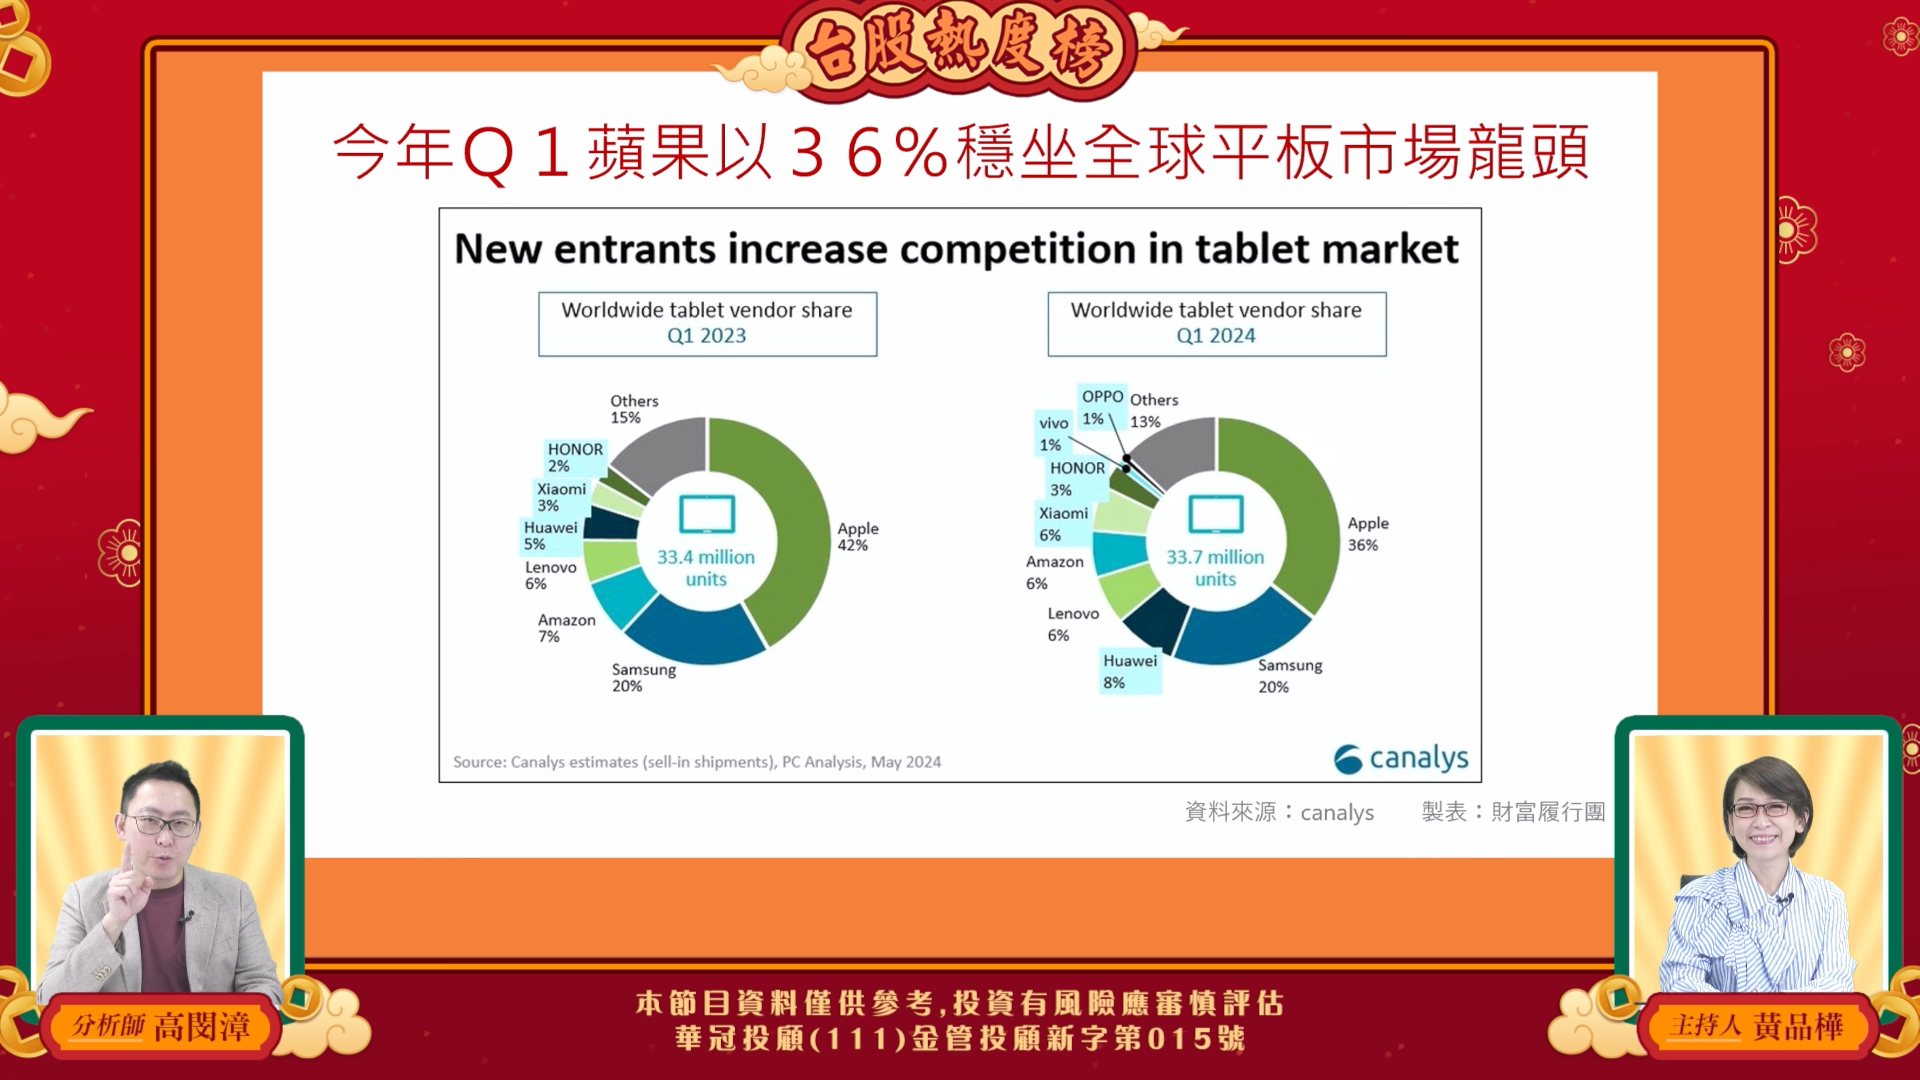 台股熱度榜
今年Q1蘋果以36%穩坐全球平板市場龍頭
New entrants increase competition in tablet market
Worldwide tablet vendor share
Q1 2023
Others
15%
HONOR
2%
Xiaomi
3%
Huawei
5%
Lenovo
6%
Amazon
7%
Samsung
20%
Apple
42%
33.4 million
units
Worldwide tablet vendor share
Q1 2024
OPPO
1%
Others
13%
vivo
1%
HONOR
3%
Xiaomi
6%
Amazon
6%
Lenovo
6%
Huawei
8%
Samsung
20%
Apple
36%
33.7 million
units
Source: Canalys estimates (sell-in shipments), PC Analysis, May 2024
canalys
資料來源：canalys 製表：財富履行團
分析師 高閔漳
本節目資料僅供參考,投資有風險應審慎評估
華冠投顧(111)金管投顧新字第015號
主持人 黃品樺